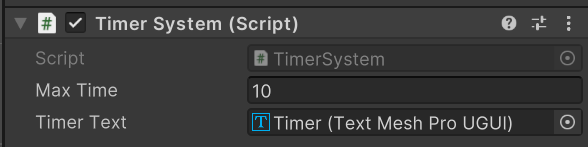 Timer System (Script)
Script TimerSystem
Max Time 10
Timer Text Timer (Text Mesh Pro UGUI)